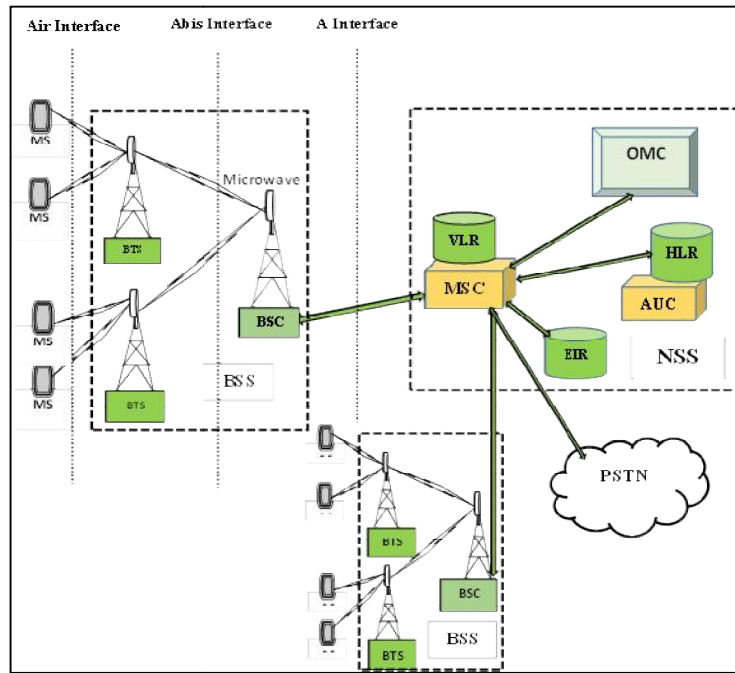 Air Interface
Abis Interface
A Interface
MS
MS
MS
MS
BTS
BTS
Microwave
BSC
BSS
VLR
MSC
OMC
HLR
AUC
EIR
NSS
PSTN
BTS
BTS
BSC
BSS